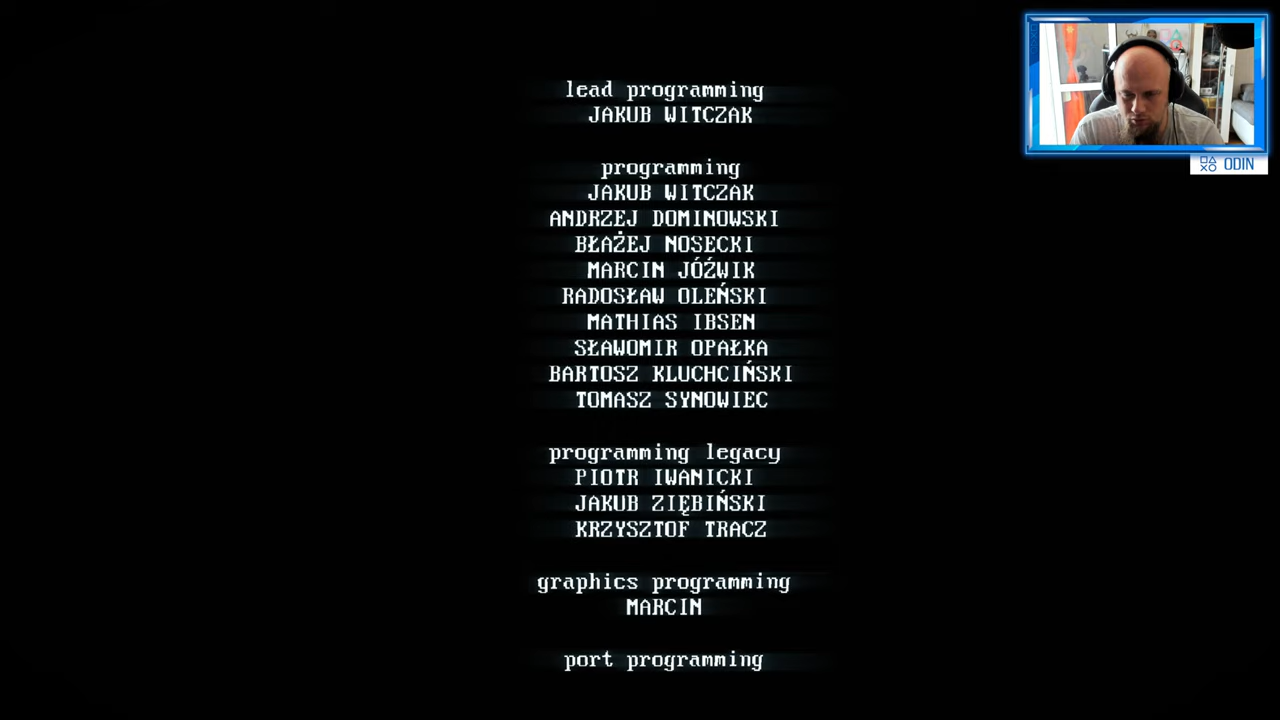 lead programming
JAKUB WITCZAK
programming
JAKUB WITCZAK
ANDRZEJ DOMINOWSKI
BŁAŻEJ NOSECKI
MARCIN JÓŹWIK
RADOSŁAW OLEŃSKI
MATHIAS IBSEN
SŁAWOMIR OPAŁKA
BARTOSZ KLUCHCIŃSKI
TOMASZ SYNOWIEC
programming legacy
PIOTR IWANICKI
JAKUB ZIĘBIŃSKI
KRZYSZTOF TRACZ
graphics programming
MARCIN
port programming
ODIN